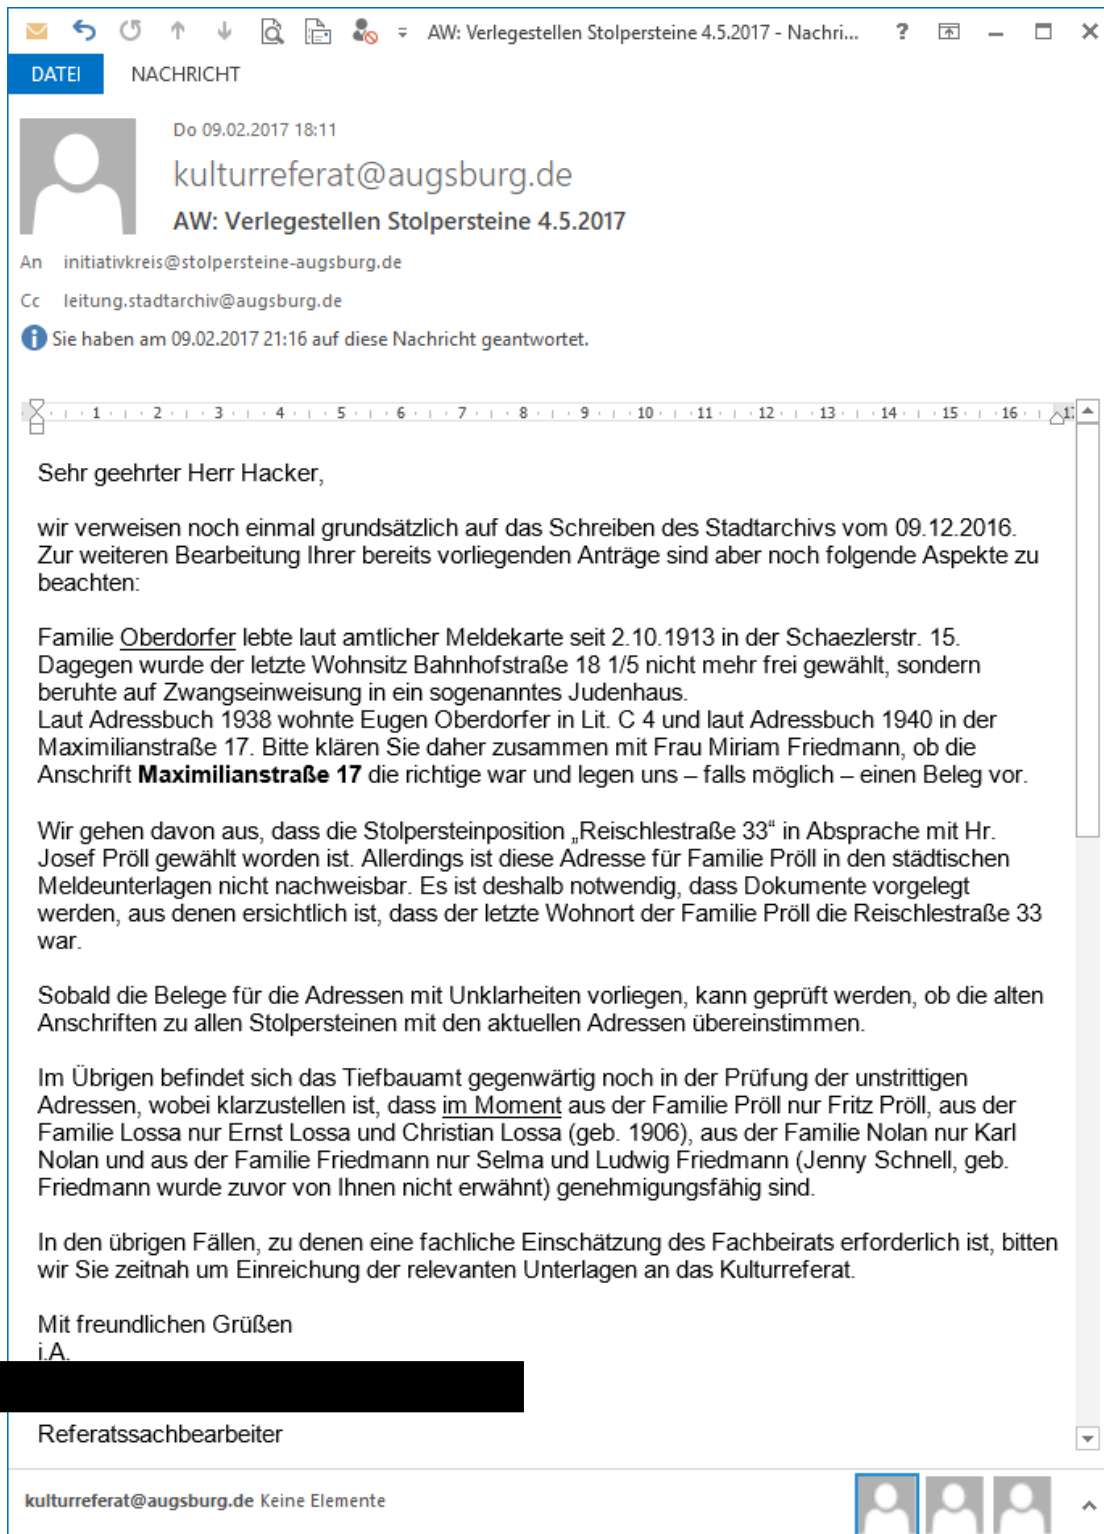 AW: Verlegestellen Stolpersteine 4.5.2017 - Nachri... ?
DATEI NACHRICHT
Do 09.02.2017 18:11
kulturreferat@augsburg.de
AW: Verlegestellen Stolpersteine 4.5.2017
An initiativkreis@stolpersteine-augsburg.de
Cc leitung.stadtarchiv@augsburg.de
Sie haben am 09.02.2017 21:16 auf diese Nachricht geantwortet.
1 2 3 4 5 6 7 8 9 10 11 12 13 14 15 16 17
Sehr geehrter Herr Hacker,
wir verweisen noch einmal grundsätzlich auf das Schreiben des Stadtarchivs vom 09.12.2016.
Zur weiteren Bearbeitung Ihrer bereits vorliegenden Anträge sind aber noch folgende Aspekte zu
beachten:
Familie Oberdorfer lebte laut amtlicher Meldekarte seit 2.10.1913 in der Schaezlerstr. 15.
Dagegen wurde der letzte Wohnsitz Bahnhofstraße 18 1/5 nicht mehr frei gewählt, sondern
beruhte auf Zwangseinweisung in ein sogenanntes Judenhaus.
Laut Adressbuch 1938 wohnte Eugen Oberdorfer in Lit. C 4 und laut Adressbuch 1940 in der
Maximilianstraße 17. Bitte klären Sie daher zusammen mit Frau Miriam Friedmann, ob die
Anschrift Maximilianstraße 17 die richtige war und legen uns – falls möglich – einen Beleg vor.
Wir gehen davon aus, dass die Stolpersteinposition „Reischlestraße 33“ in Absprache mit Hr.
Josef Pröll gewählt worden ist. Allerdings ist diese Adresse für Familie Pröll in den städtischen
Meldeunterlagen nicht nachweisbar. Es ist deshalb notwendig, dass Dokumente vorgelegt
werden, aus denen ersichtlich ist, dass der letzte Wohnort der Familie Pröll die Reischlestraße 33
war.
Sobald die Belege für die Adressen mit Unklarheiten vorliegen, kann geprüft werden, ob die alten
Anschriften zu allen Stolpersteinen mit den aktuellen Adressen übereinstimmen.
Im Übrigen befindet sich das Tiefbauamt gegenwärtig noch in der Prüfung der unstrittigen
Adressen, wobei klarzustellen ist, dass im Moment aus der Familie Pröll nur Fritz Pröll, aus der
Familie Lossa nur Ernst Lossa und Christian Lossa (geb. 1906), aus der Familie Nolan nur Karl
Nolan und aus der Familie Friedmann nur Selma und Ludwig Friedmann (Jenny Schnell, geb.
Friedmann wurde zuvor von Ihnen nicht erwähnt) genehmigungsfähig sind.
In den übrigen Fällen, zu denen eine fachliche Einschätzung des Fachbeirats erforderlich ist, bitten
wir Sie zeitnah um Einreichung der relevanten Unterlagen an das Kulturreferat.
Mit freundlichen Grüßen
i.A.
Referatssachbearbeiter
kulturreferat@augsburg.de Keine Elemente